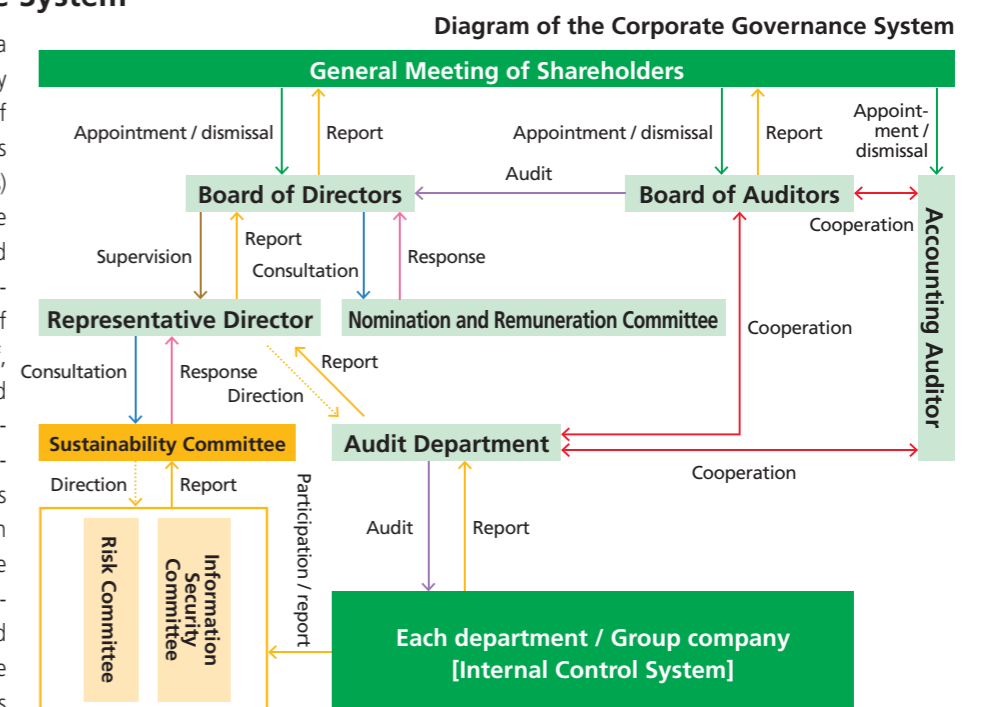 e System
Diagram of the Corporate Governance System
a
y
f
s
)
e
d
-
f
;
d
-
-
s
n
e
-
d
e
s
General Meeting of Shareholders
Appointment / dismissal
Report
Appointment / dismissal
Report
Appoint-
ment /
dismissal
Board of Directors
Audit
Board of Auditors
Cooperation
Accounting Auditor
Supervision
Report
Consultation
Response
Representative Director
Nomination and Remuneration Committee
Cooperation
Consultation
Response
Report
Direction
Sustainability Committee
Audit Department
Cooperation
Direction
Report
Participation / report
Audit
Report
Risk Committee
Information
Security
Committee
Each department / Group company
[Internal Control System]